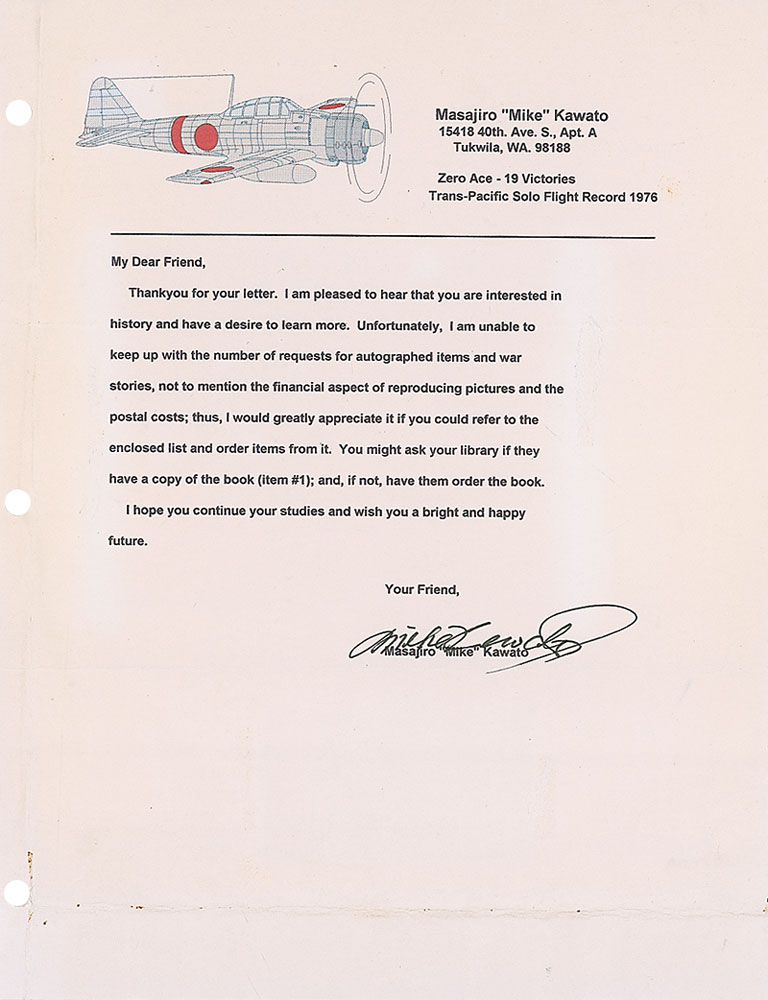 Masajiro "Mike" Kawato
15418 40th. Ave. S., Apt. A
Tukwila, WA. 98188
Zero Ace - 19 Victories
Trans-Pacific Solo Flight Record 1976
My Dear Friend,
Thankyou for your letter. I am pleased to hear that you are interested in
history and have a desire to learn more. Unfortunately, I am unable to
keep up with the number of requests for autographed items and war
stories, not to mention the financial aspect of reproducing pictures and the
postal costs; thus, I would greatly appreciate it if you could refer to the
enclosed list and order items from it. You might ask your library if they
have a copy of the book (item #1); and, if not, have them order the book.
I hope you continue your studies and wish you a bright and happy
future.
Your Friend,
Mike Kawato
Masajiro "Mike" Kawato